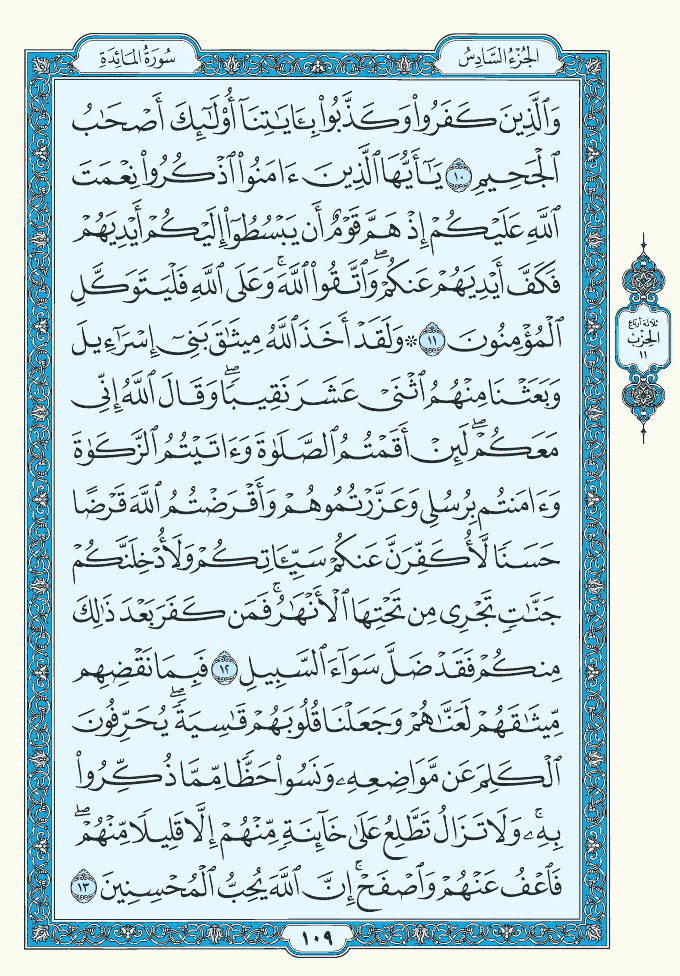 الجُزْءُ السَّادِسُ
سُورَةُ المَائِدَةِ
وَٱلَّذِينَ كَفَرُواْ وَكَذَّبُواْ بِـَٔايَٰتِنَآ أُوْلَٰٓئِكَ أَصْحَٰبُ
ٱلْجَحِيمِ ١٠ يَٰٓأَيُّهَا ٱلَّذِينَ ءَامَنُواْ ٱذْكُرُواْ نِعْمَتَ
ٱللَّهِ عَلَيْكُمْ إِذْ هَمَّ قَوْمٌ أَن يَبْسُطُوٓاْ إِلَيْكُمْ أَيْدِيَهُمْ
فَكَفَّ أَيْدِيَهُمْ عَنكُمْۖ وَٱتَّقُواْ ٱللَّهَۚ وَعَلَى ٱللَّهِ فَلْيَتَوَكَّلِ
ٱلْمُؤْمِنُونَ ١١ ۞ وَلَقَدْ أَخَذَ ٱللَّهُ مِيثَٰقَ بَنِيٓ إِسْرَٰٓءِيلَ
وَبَعَثْنَا مِنْهُمُ ٱثْنَيْ عَشَرَ نَقِيبٗاۖ وَقَالَ ٱللَّهُ إِنِّي
مَعَكُمْۖ لَئِنْ أَقَمْتُمُ ٱلصَّلَوٰةَ وَءَاتَيْتُمُ ٱلزَّكَوٰةَ
وَءَامَنتُم بِرُسُلِي وَعَزَّرْتُمُوهُمْ وَأَقْرَضْتُمُ ٱللَّهَ قَرْضًا
حَسَنٗا لَّأُكَفِّرَنَّ عَنكُمْ سَيِّـَٔاتِكُمْ وَلَأُدْخِلَنَّكُمْ
جَنَّٰتٖ تَجْرِي مِن تَحْتِهَا ٱلْأَنْهَٰرُۚ فَمَن كَفَرَ بَعْدَ ذَٰلِكَ
مِنكُمْ فَقَدْ ضَلَّ سَوَآءَ ٱلسَّبِيلِ ١٢ فَبِمَا نَقْضِهِم
مِّيثَٰقَهُمْ لَعَنَّٰهُمْ وَجَعَلْنَا قُلُوبَهُمْ قَٰسِيَةٗۖ يُحَرِّفُونَ
ٱلْكَلِمَ عَن مَّوَاضِعِهِۦ وَنَسُواْ حَظّٗا مِّمَّا ذُكِّرُواْ
بِهِۦۚ وَلَا تَزَالُ تَطَّلِعُ عَلَىٰ خَآئِنَةٖ مِّنْهُمْ إِلَّا قَلِيلٗا مِّنْهُمْۖ
فَٱعْفُ عَنْهُمْ وَٱصْفَحْۚ إِنَّ ٱللَّهَ يُحِبُّ ٱلْمُحْسِنِينَ ١٣
ثلاثة أرباع
الحزب
١١
١٠٩